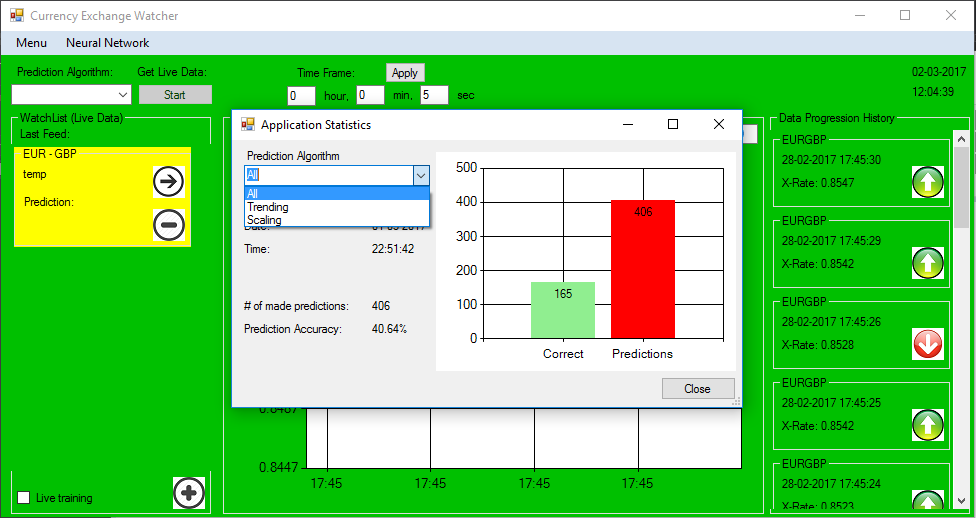 Currency Exchange Watcher
Menu Neural Network
Prediction Algorithm: Get Live Data: Time Frame: Apply 02-03-2017
Start 0 hour, 0 min, 5 sec 12:04:39
WatchList (Live Data)
Last Feed:
EUR - GBP
temp
Prediction:
Live training
Application Statistics
Prediction Algorithm
All
All
Trending
Scaling
Time: 22:51:42
# of made predictions: 406
Prediction Accuracy: 40.64%
500
400
300
200
100
0
406
165
Correct Predictions
Close
0.8447
17:45 17:45 17:45 17:45
Data Progression History
EURGBP
28-02-2017 17:45:30
X-Rate: 0.8547
EURGBP
28-02-2017 17:45:29
X-Rate: 0.8542
EURGBP
28-02-2017 17:45:26
X-Rate: 0.8528
EURGBP
28-02-2017 17:45:25
X-Rate: 0.8542
EURGBP
28-02-2017 17:45:24
X-Rate: 0.8523